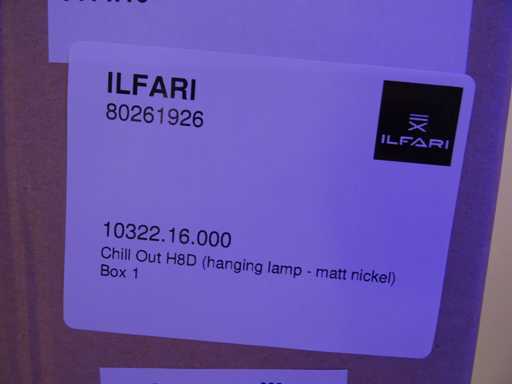 ILFARI
80261926
ILFARI
10322.16.000
Chill Out H8D (hanging lamp - matt nickel)
Box 1